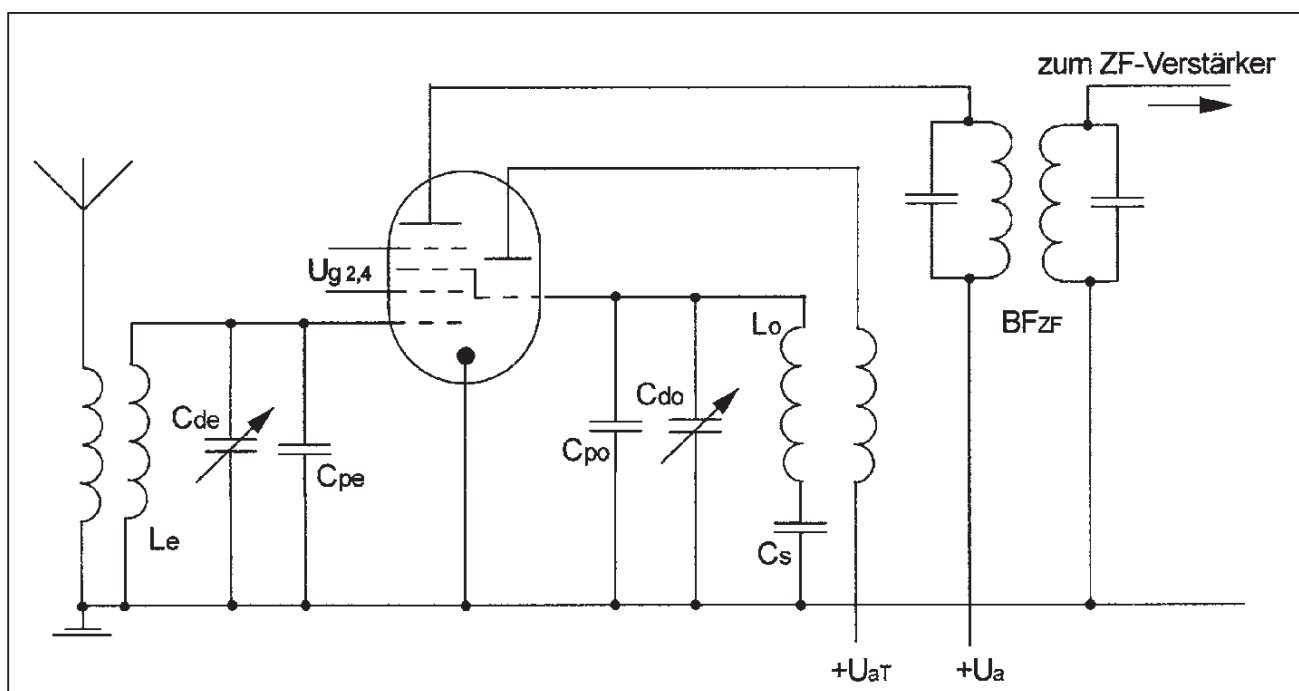 zum ZF-Verstärker
Ug 2,4
Lo
BFZF
Cde
Cdo
Cpe
Cpo
Le
Cs
+UaT
+Ua